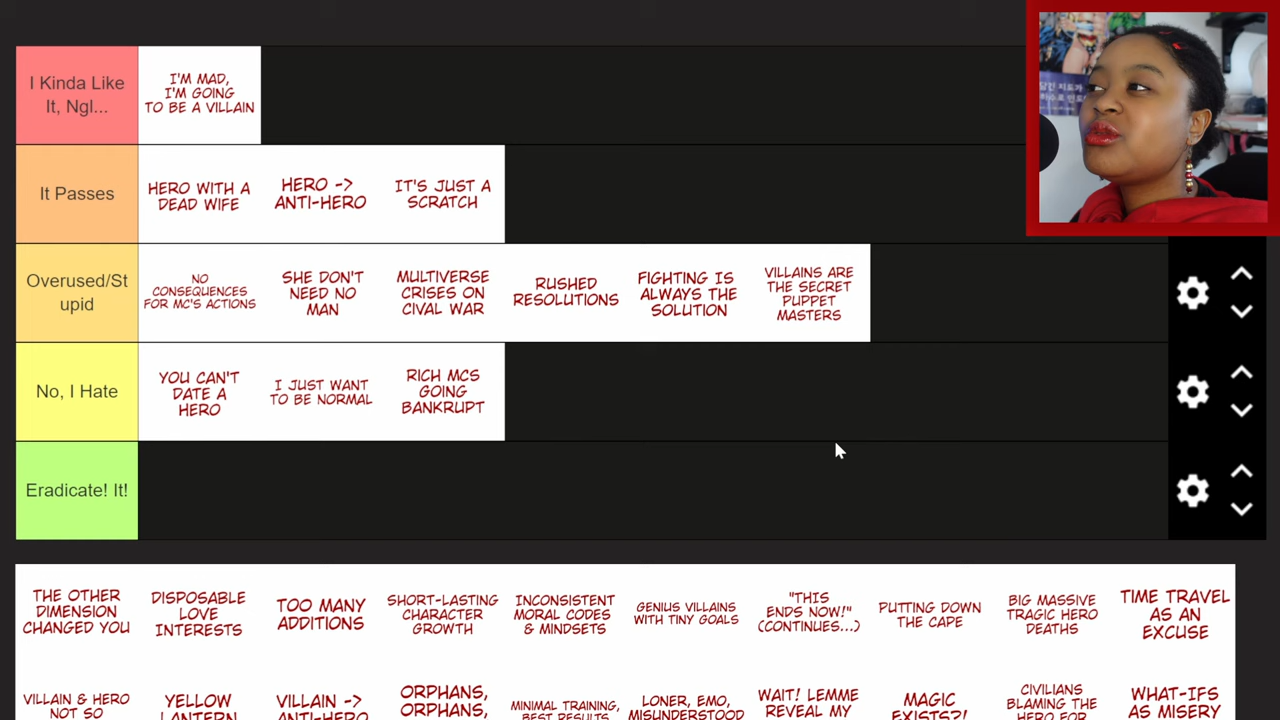 I Kinda Like
It, Ngl...
I'M MAD,
I'M GOING
TO BE A VILLAIN
It Passes
HERO WITH A
DEAD WIFE
HERO ->
ANTI-HERO
IT'S JUST A
SCRATCH
Overused/St
upid
NO
CONSEQUENCES
FOR MC'S ACTIONS
SHE DON'T
NEED NO
MAN
MULTIVERSE
CRISES ON
CIVAL WAR
RUSHED
RESOLUTIONS
FIGHTING IS
ALWAYS THE
SOLUTION
VILLAINS ARE
THE SECRET
PUPPET
MASTERS
No, I Hate
YOU CAN'T
DATE A
HERO
I JUST WANT
TO BE NORMAL
RICH MCS
GOING
BANKRUPT
Eradicate! It!
THE OTHER
DIMENSION
CHANGED YOU
DISPOSABLE
LOVE
INTERESTS
TOO MANY
ADDITIONS
SHORT-LASTING
CHARACTER
GROWTH
INCONSISTENT
MORAL CODES
& MINDSETS
GENIUS VILLAINS
WITH TINY GOALS
"THIS
ENDS NOW!"
(CONTINUES...)
PUTTING DOWN
THE CAPE
BIG MASSIVE
TRAGIC HERO
DEATHS
TIME TRAVEL
AS AN
EXCUSE
VILLAIN & HERO
NOT SO
YELLOW
LANTERN
VILLAIN ->
ANTI-HERO
ORPHANS,
ORPHANS,
MINIMAL TRAINING,
BEST RESULTS
LONER, EMO,
MISUNDERSTOOD
WAIT! LEMME
REVEAL MY
MAGIC
EXISTS?!
CIVILIANS
BLAMING THE
HERO FOR
WHAT-IFS
AS MISERY